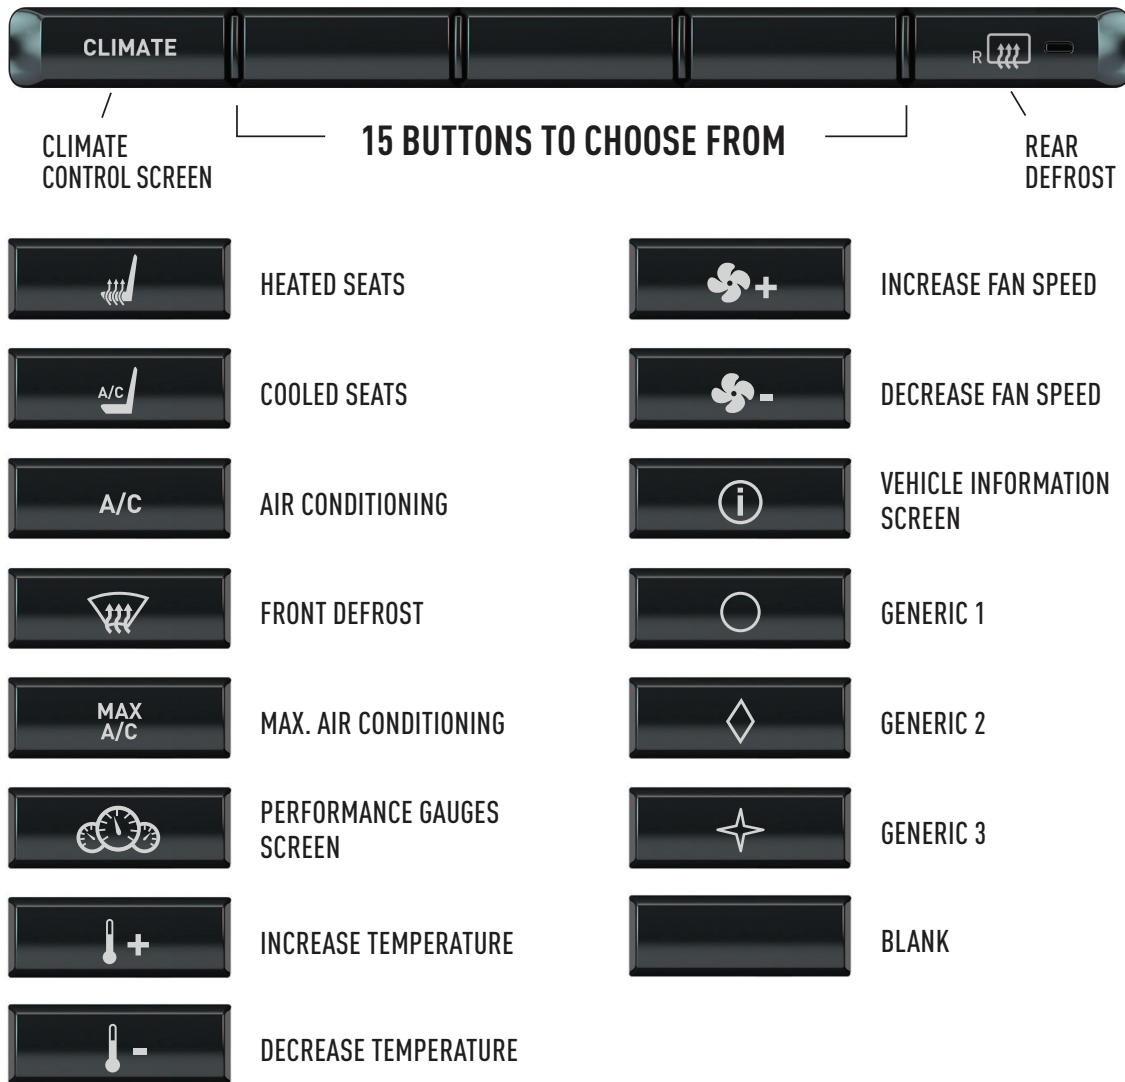 CLIMATE
R
CLIMATE
CONTROL SCREEN
15 BUTTONS TO CHOOSE FROM
REAR
DEFROST
HEATED SEATS
A/C
COOLED SEATS
A/C
AIR CONDITIONING
FRONT DEFROST
MAX
A/C
MAX. AIR CONDITIONING
PERFORMANCE GAUGES
SCREEN
+
INCREASE TEMPERATURE
-
DECREASE TEMPERATURE
+
INCREASE FAN SPEED
-
DECREASE FAN SPEED
i
VEHICLE INFORMATION
SCREEN
GENERIC 1
GENERIC 2
GENERIC 3
BLANK